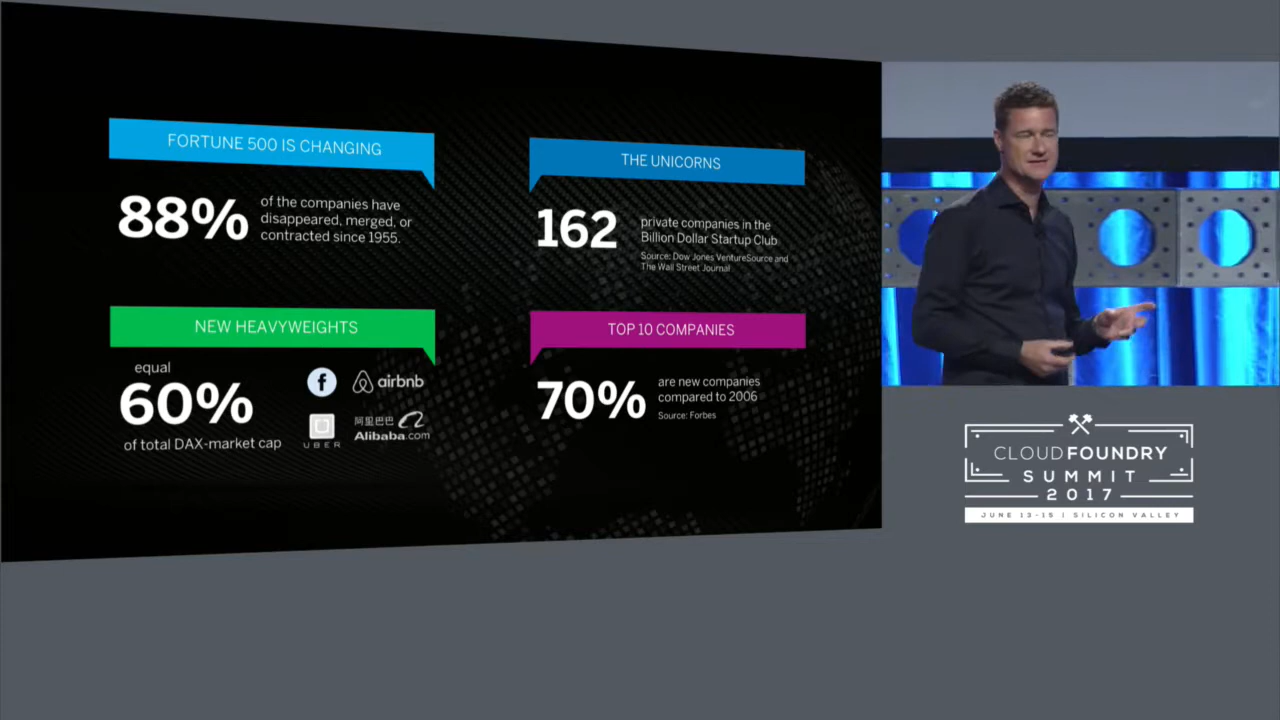 FORTUNE 500 IS CHANGING
88%
of the companies have
disappeared, merged, or
contracted since 1955.
THE UNICORNS
162
private companies in the
Billion Dollar Startup Club
Source: Dow Jones VentureSource and
The Wall Street Journal
NEW HEAVYWEIGHTS
equal
60%
of total DAX-market cap
f
airbnb
UBER
阿里巴巴
Alibaba.com
TOP 10 COMPANIES
70%
are new companies
compared to 2006
Source: Forbes
CLOUDFOUNDRY
SUMMIT
2017
JUNE 13-15 | SILICON VALLEY